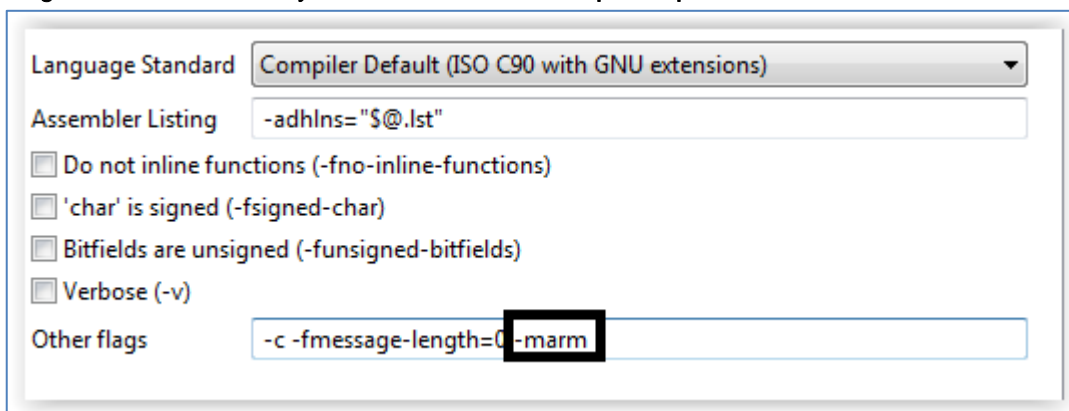 Language Standard Compiler Default (ISO C90 with GNU extensions)
Assembler Listing -adhlns="$@.lst"
Do not inline functions (-fno-inline-functions)
'char' is signed (-fsigned-char)
Bitfields are unsigned (-funsigned-bitfields)
Verbose (-v)
Other flags -c -fmessage-length=0 -marm